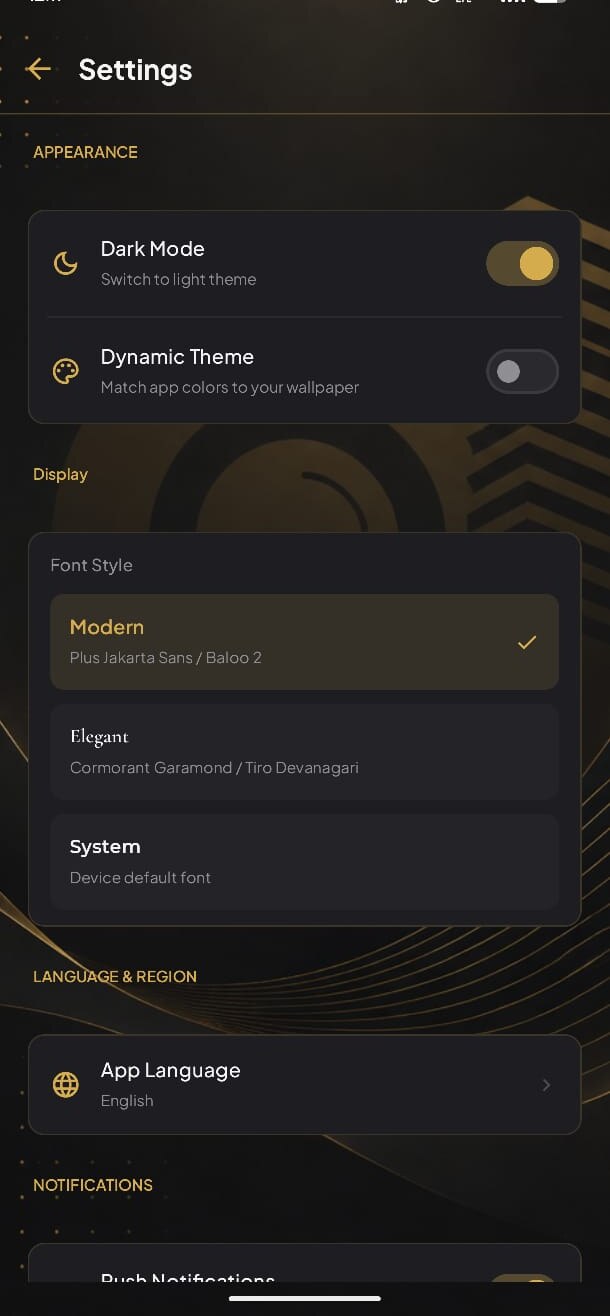 Settings
APPEARANCE
Dark Mode
Switch to light theme
Dynamic Theme
Match app colors to your wallpaper
Display
Font Style
Modern
Plus Jakarta Sans / Baloo 2
Elegant
Cormorant Garamond / Tiro Devanagari
System
Device default font
LANGUAGE & REGION
App Language
English
NOTIFICATIONS
Push Notifications